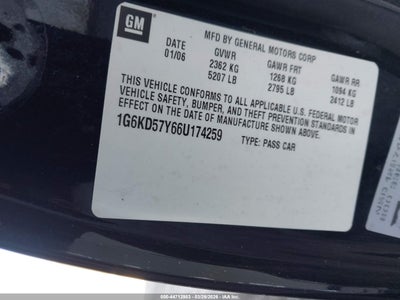 GM
MFD BY GENERAL MOTORS CORP
DATE GVWR GAWR FRT GAWR RR
01/06 2362 KG 1268 KG 1094 KG
5207 LB 2795 LB 2412 LB
THIS VEHICLE CONFORMS TO ALL APPLICABLE U.S. FEDERAL MOTOR
VEHICLE SAFETY, BUMPER, AND THEFT PREVENTION STANDARDS IN
EFFECT ON THE DATE OF MANUFACTURE SHOWN ABOVE.
1G6KD57Y66U174259
TYPE: PASS CAR